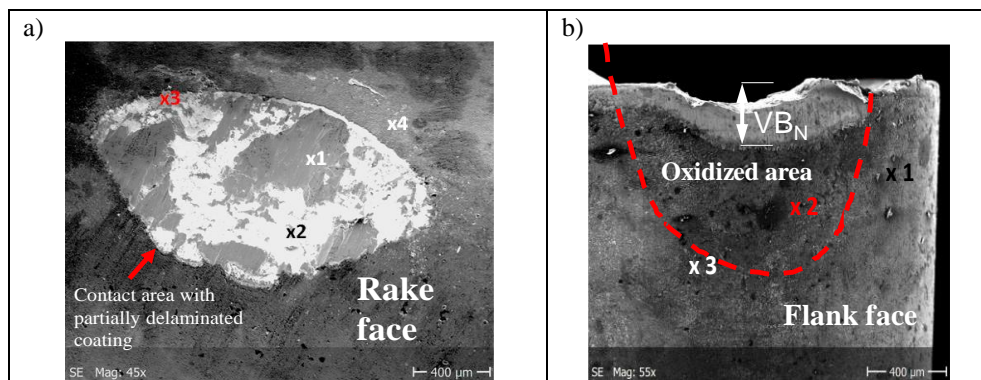 a)
x3
x4
x1
x2
Contact area with
partially delaminated
coating
Rake
face
SE Mag: 45x
400 µm
b)
VBN
Oxidized area
x 1
x 2
x 3
Flank face
SE Mag: 55x
400 µm